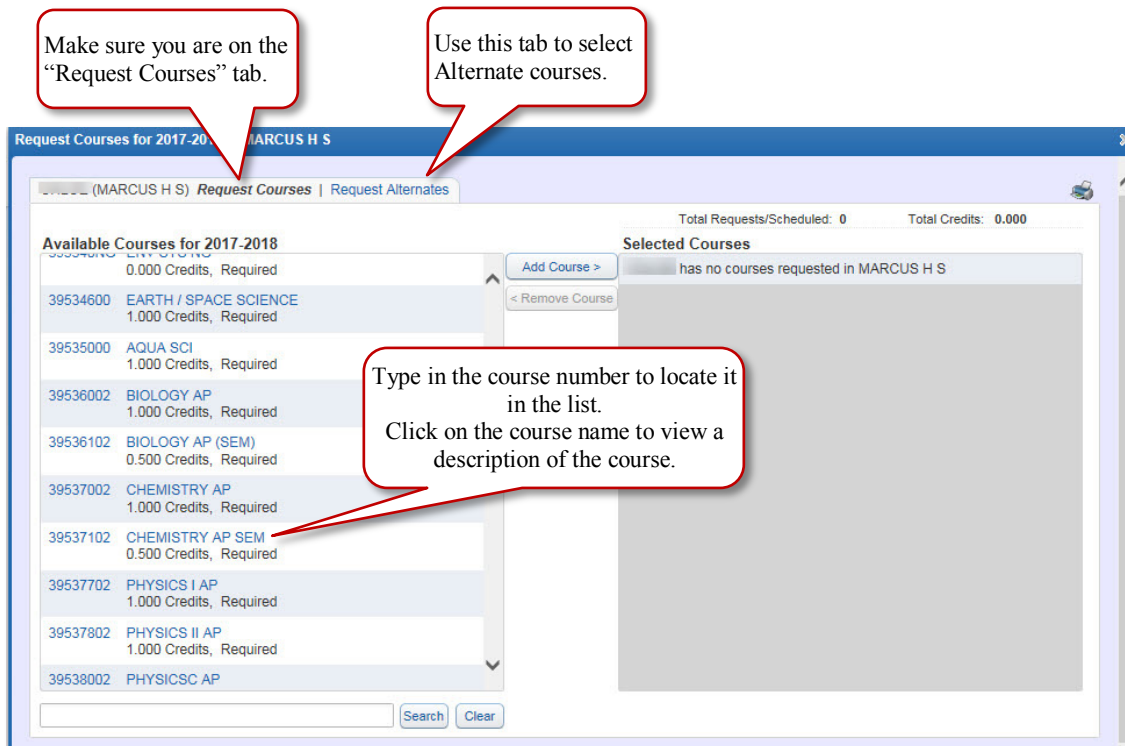 Make sure you are on the
“Request Courses” tab.
Use this tab to select
Alternate courses.
Request Courses for 2017-20 MARCUS H S
(MARCUS H S) Request Courses | Request Alternates
Total Requests/Scheduled: 0 Total Credits: 0.000
Available Courses for 2017-2018
Selected Courses
0.000 Credits, Required
39534600 EARTH / SPACE SCIENCE
1.000 Credits, Required
39535000 AQUA SCI
1.000 Credits, Required
39536002 BIOLOGY AP
1.000 Credits, Required
39536102 BIOLOGY AP (SEM)
0.500 Credits, Required
39537002 CHEMISTRY AP
1.000 Credits, Required
39537102 CHEMISTRY AP SEM
0.500 Credits, Required
39537702 PHYSICS I AP
1.000 Credits, Required
39537802 PHYSICS II AP
1.000 Credits, Required
39538002 PHYSICSC AP
Search Clear
Add Course >
< Remove Course
has no courses requested in MARCUS H S
Type in the course number to locate it
in the list.
Click on the course name to view a
description of the course.